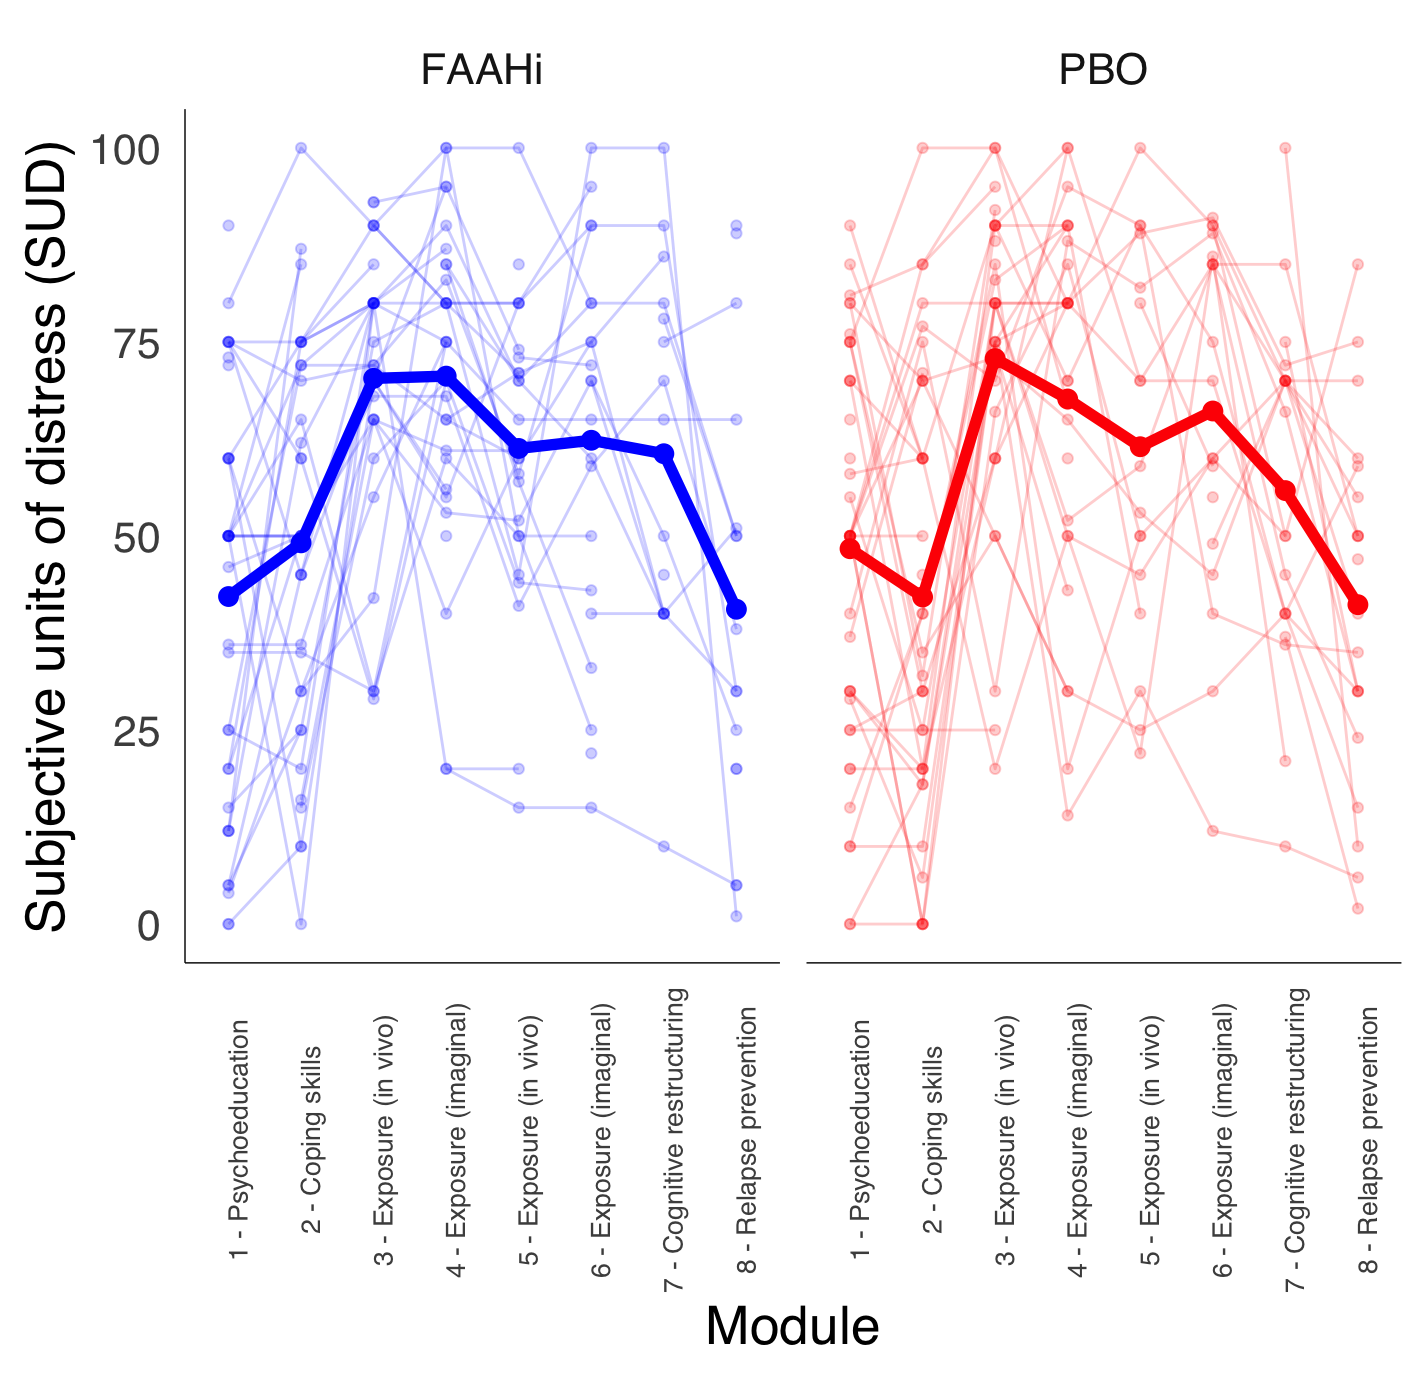 FAAHi
PBO
Subjective units of distress (SUD)
100
75
50
25
0
1 - Psychoeducation
2 - Coping skills
3 - Exposure (in vivo)
4 - Exposure (imaginal)
5 - Exposure (in vivo)
6 - Exposure (imaginal)
7 - Cognitive restructuring
8 - Relapse prevention
1 - Psychoeducation
2 - Coping skills
3 - Exposure (in vivo)
4 - Exposure (imaginal)
5 - Exposure (in vivo)
6 - Exposure (imaginal)
7 - Cognitive restructuring
8 - Relapse prevention
Module